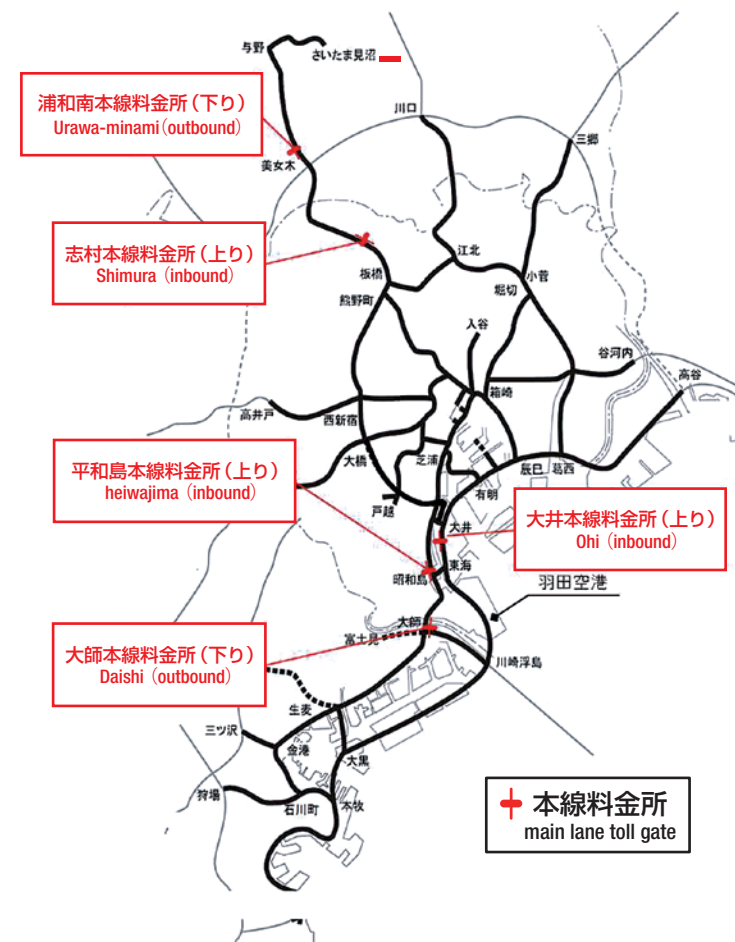 与野
さいたま見沼
浦和南本線料金所（下り）
Urawa-minami（outbound）
川口
三郷
美女木
志村本線料金所（上り）
Shimura（inbound）
江北
板橋
小菅
堀切
熊野町
入谷
谷河内
高谷
箱崎
高井戸
西新宿
大橋
芝浦
辰巳
葛西
平和島本線料金所（上り）
heiwajima（inbound）
有明
戸越
大井
大井本線料金所（上り）
Ohi（inbound）
東海
昭和島
羽田空港
大師
富士見
大師本線料金所（下り）
Daishi（outbound）
川崎浮島
生麦
三ツ沢
金港
大黒
狩場
石川町
本牧
本線料金所
main lane toll gate